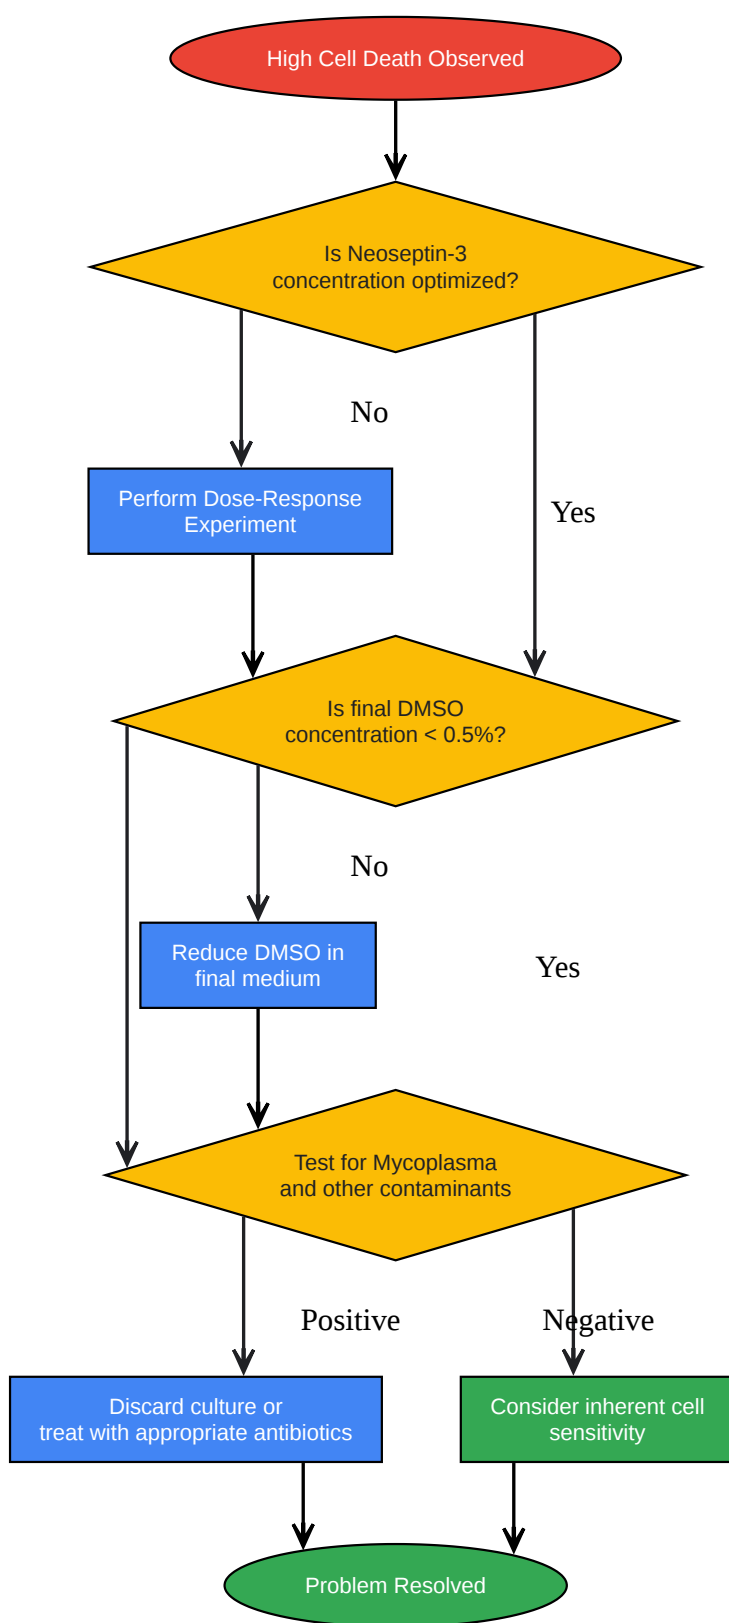 High Cell Death Observed
Is Neoseptin-3
concentration optimized?
No
Perform Dose-Response
Experiment
Yes
Is final DMSO
concentration < 0.5%?
No
Reduce DMSO in
final medium
Yes
Test for Mycoplasma
and other contaminants
Positive
Negative
Discard culture or
treat with appropriate antibiotics
Consider inherent cell
sensitivity
Problem Resolved